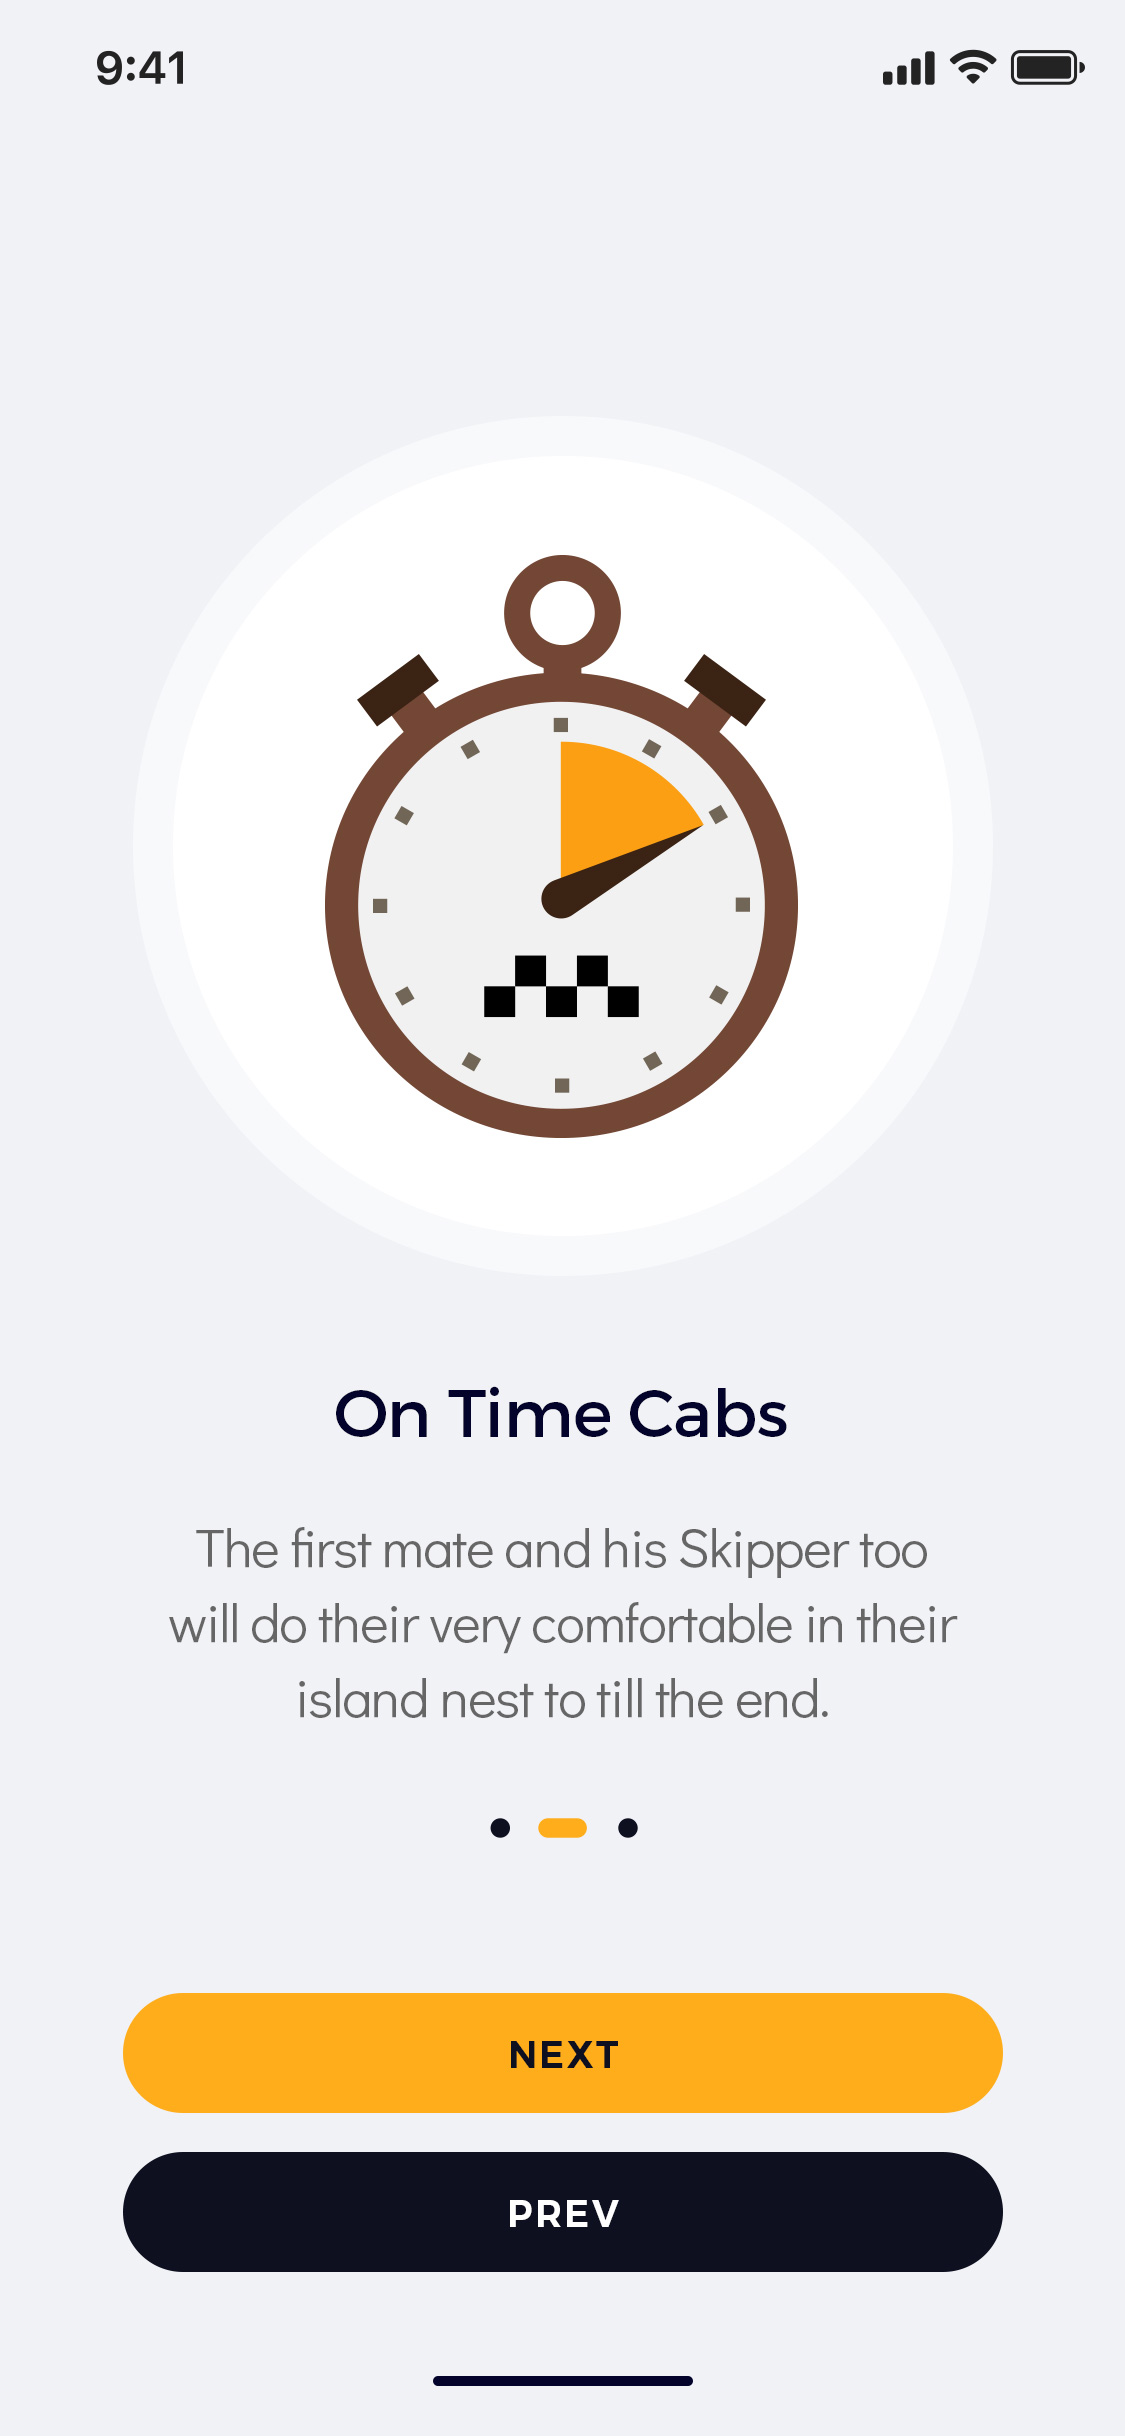 9:41
On Time Cabs
The first mate and his Skipper too
will do their very comfortable in their
island nest to till the end.
NEXT
PREV